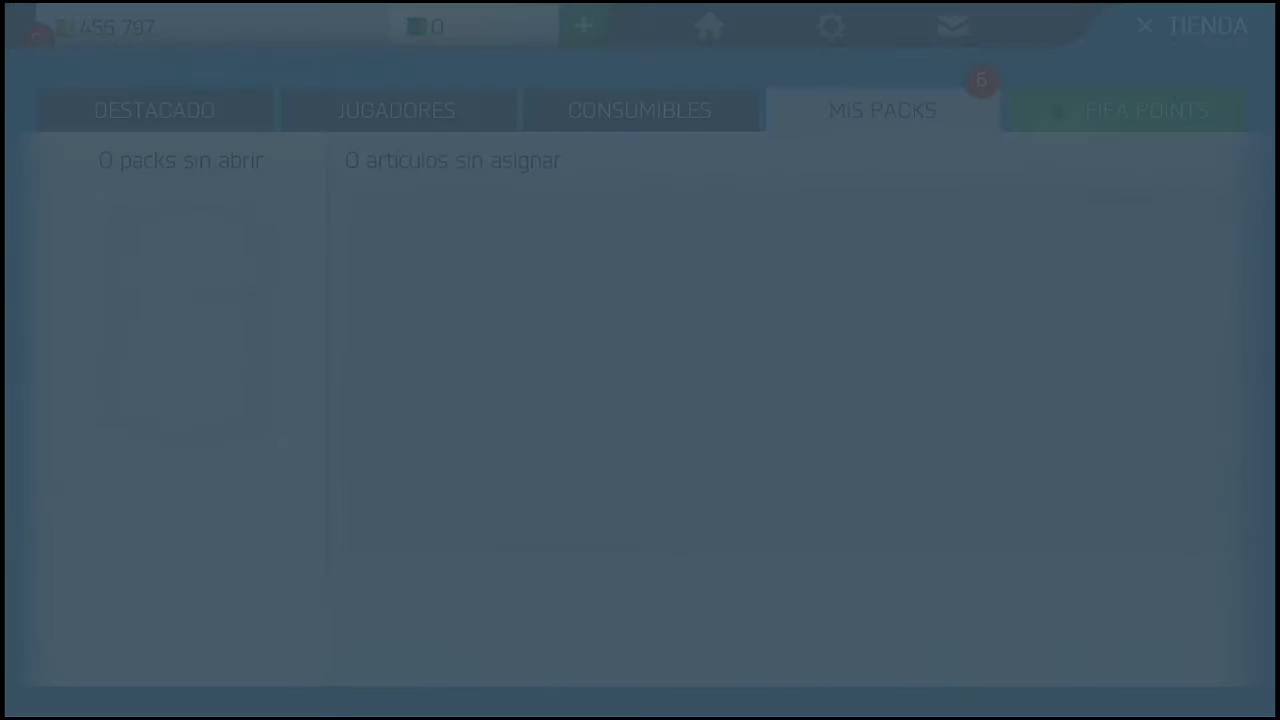 455 797
0
TIENDA
6
DESTACADO
JUGADORES
CONSUMIBLES
MIS PACKS
FIFA POINTS
0 packs sin abrir
0 artículos sin asignar